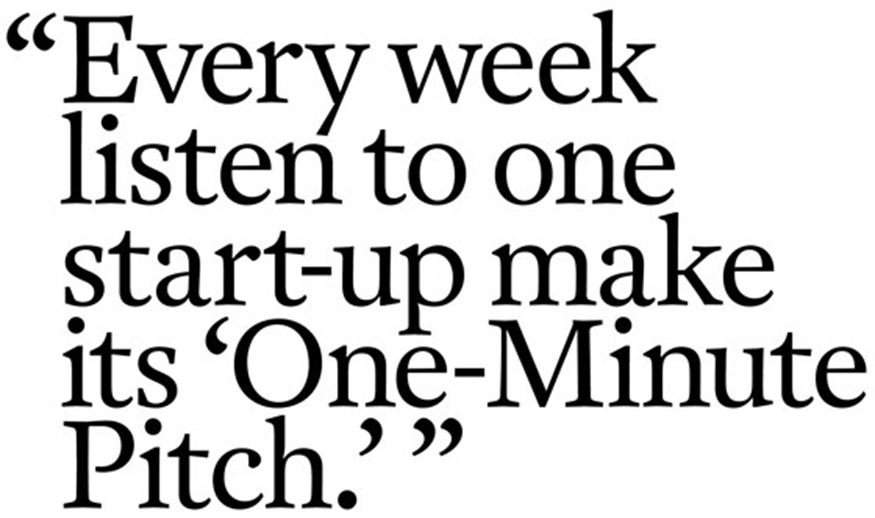 “Every week
listen to one
start-up make
its ‘One-Minute
Pitch.’ ”